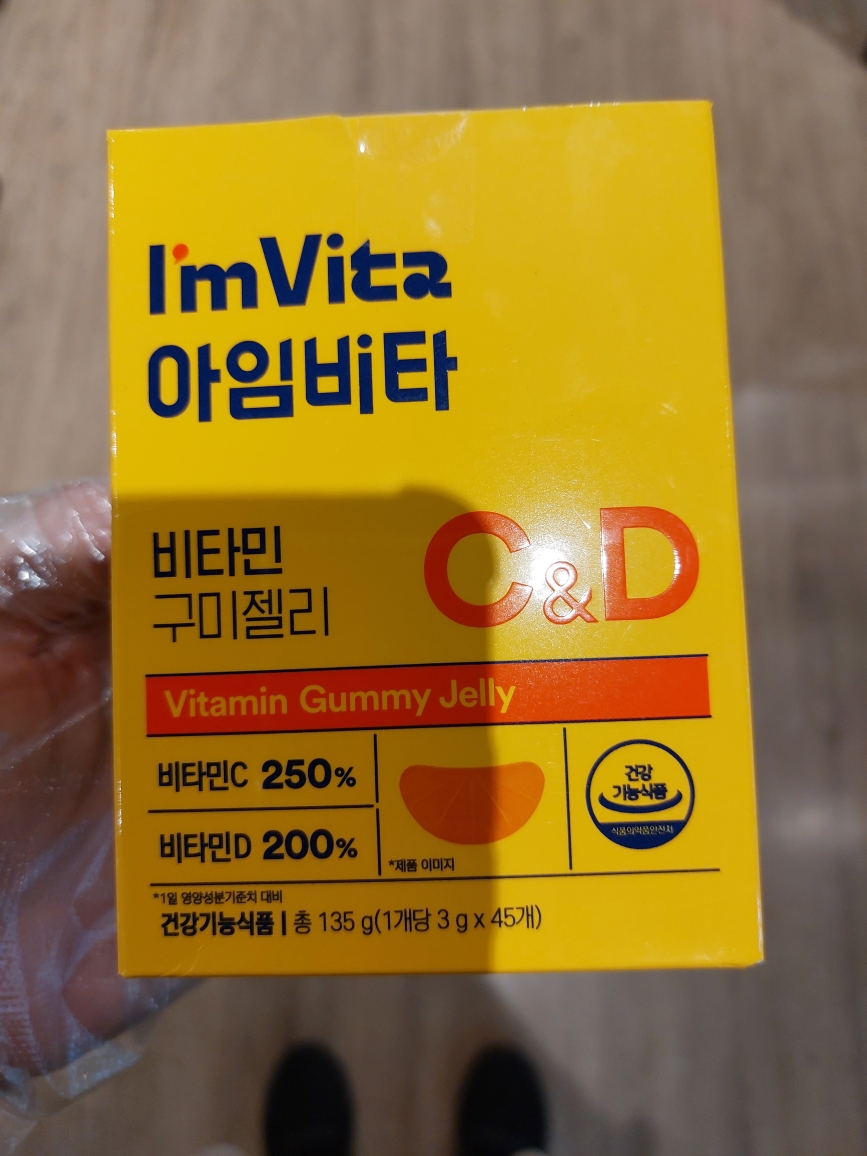 I'm Vita
아임비타
비타민
구미젤리
C&D
Vitamin Gummy Jelly
비타민C 250%
비타민D 200%
*제품 이미지
건강
기능식품
식품의약품안전처
*1일 영양성분기준치 대비
건강기능식품 | 총 135 g(1개당 3 g x 45개)